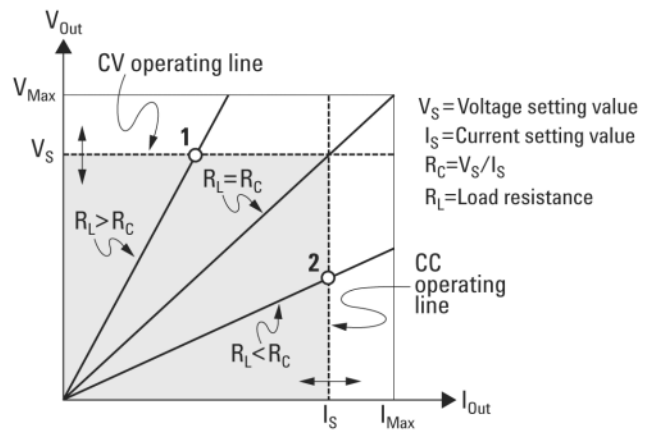 V_Out
CV operating line
V_Max
V_S
1
R_L=R_C
R_L>R_C
2
R_L<R_C
CC
operating
line
I_S
I_Max
I_Out
V_S=Voltage setting value
I_S=Current setting value
R_C=V_S/I_S
R_L=Load resistance